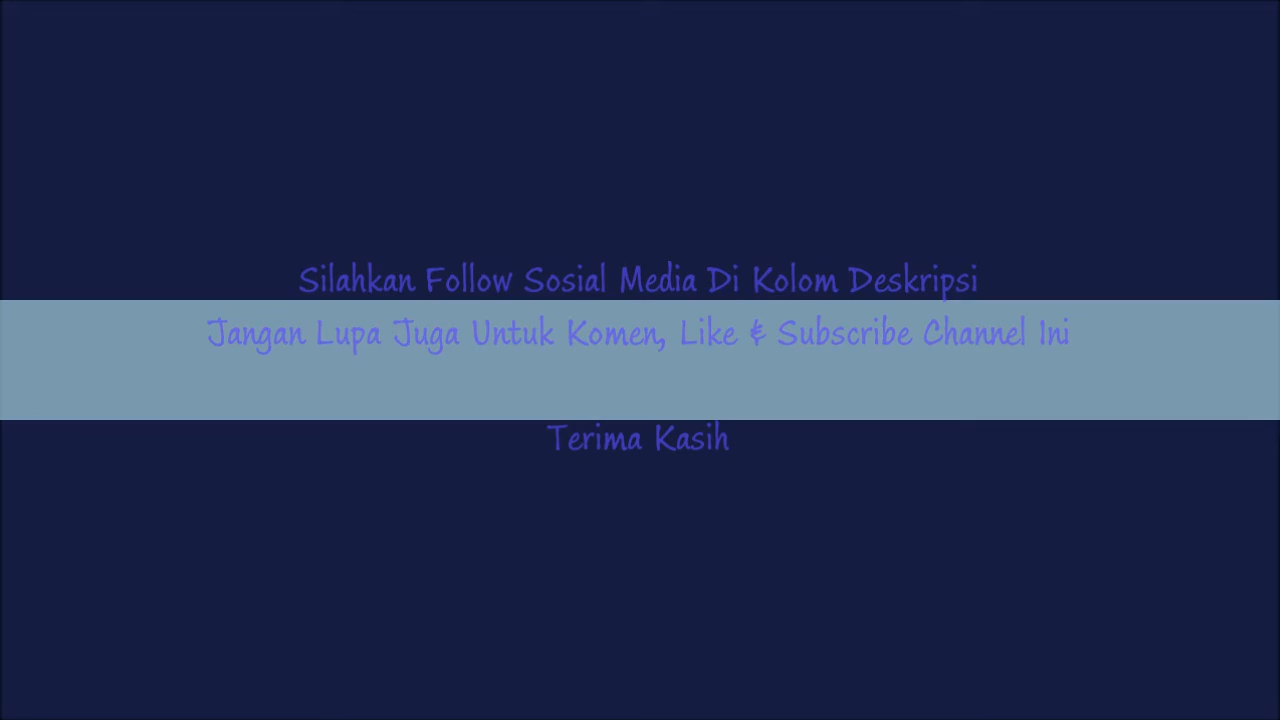 Silahkan Follow Sosial Media Di Kolom Deskripsi
Jangan Lupa Juga Untuk Komen, Like & Subscribe Channel Ini
Terima Kasih